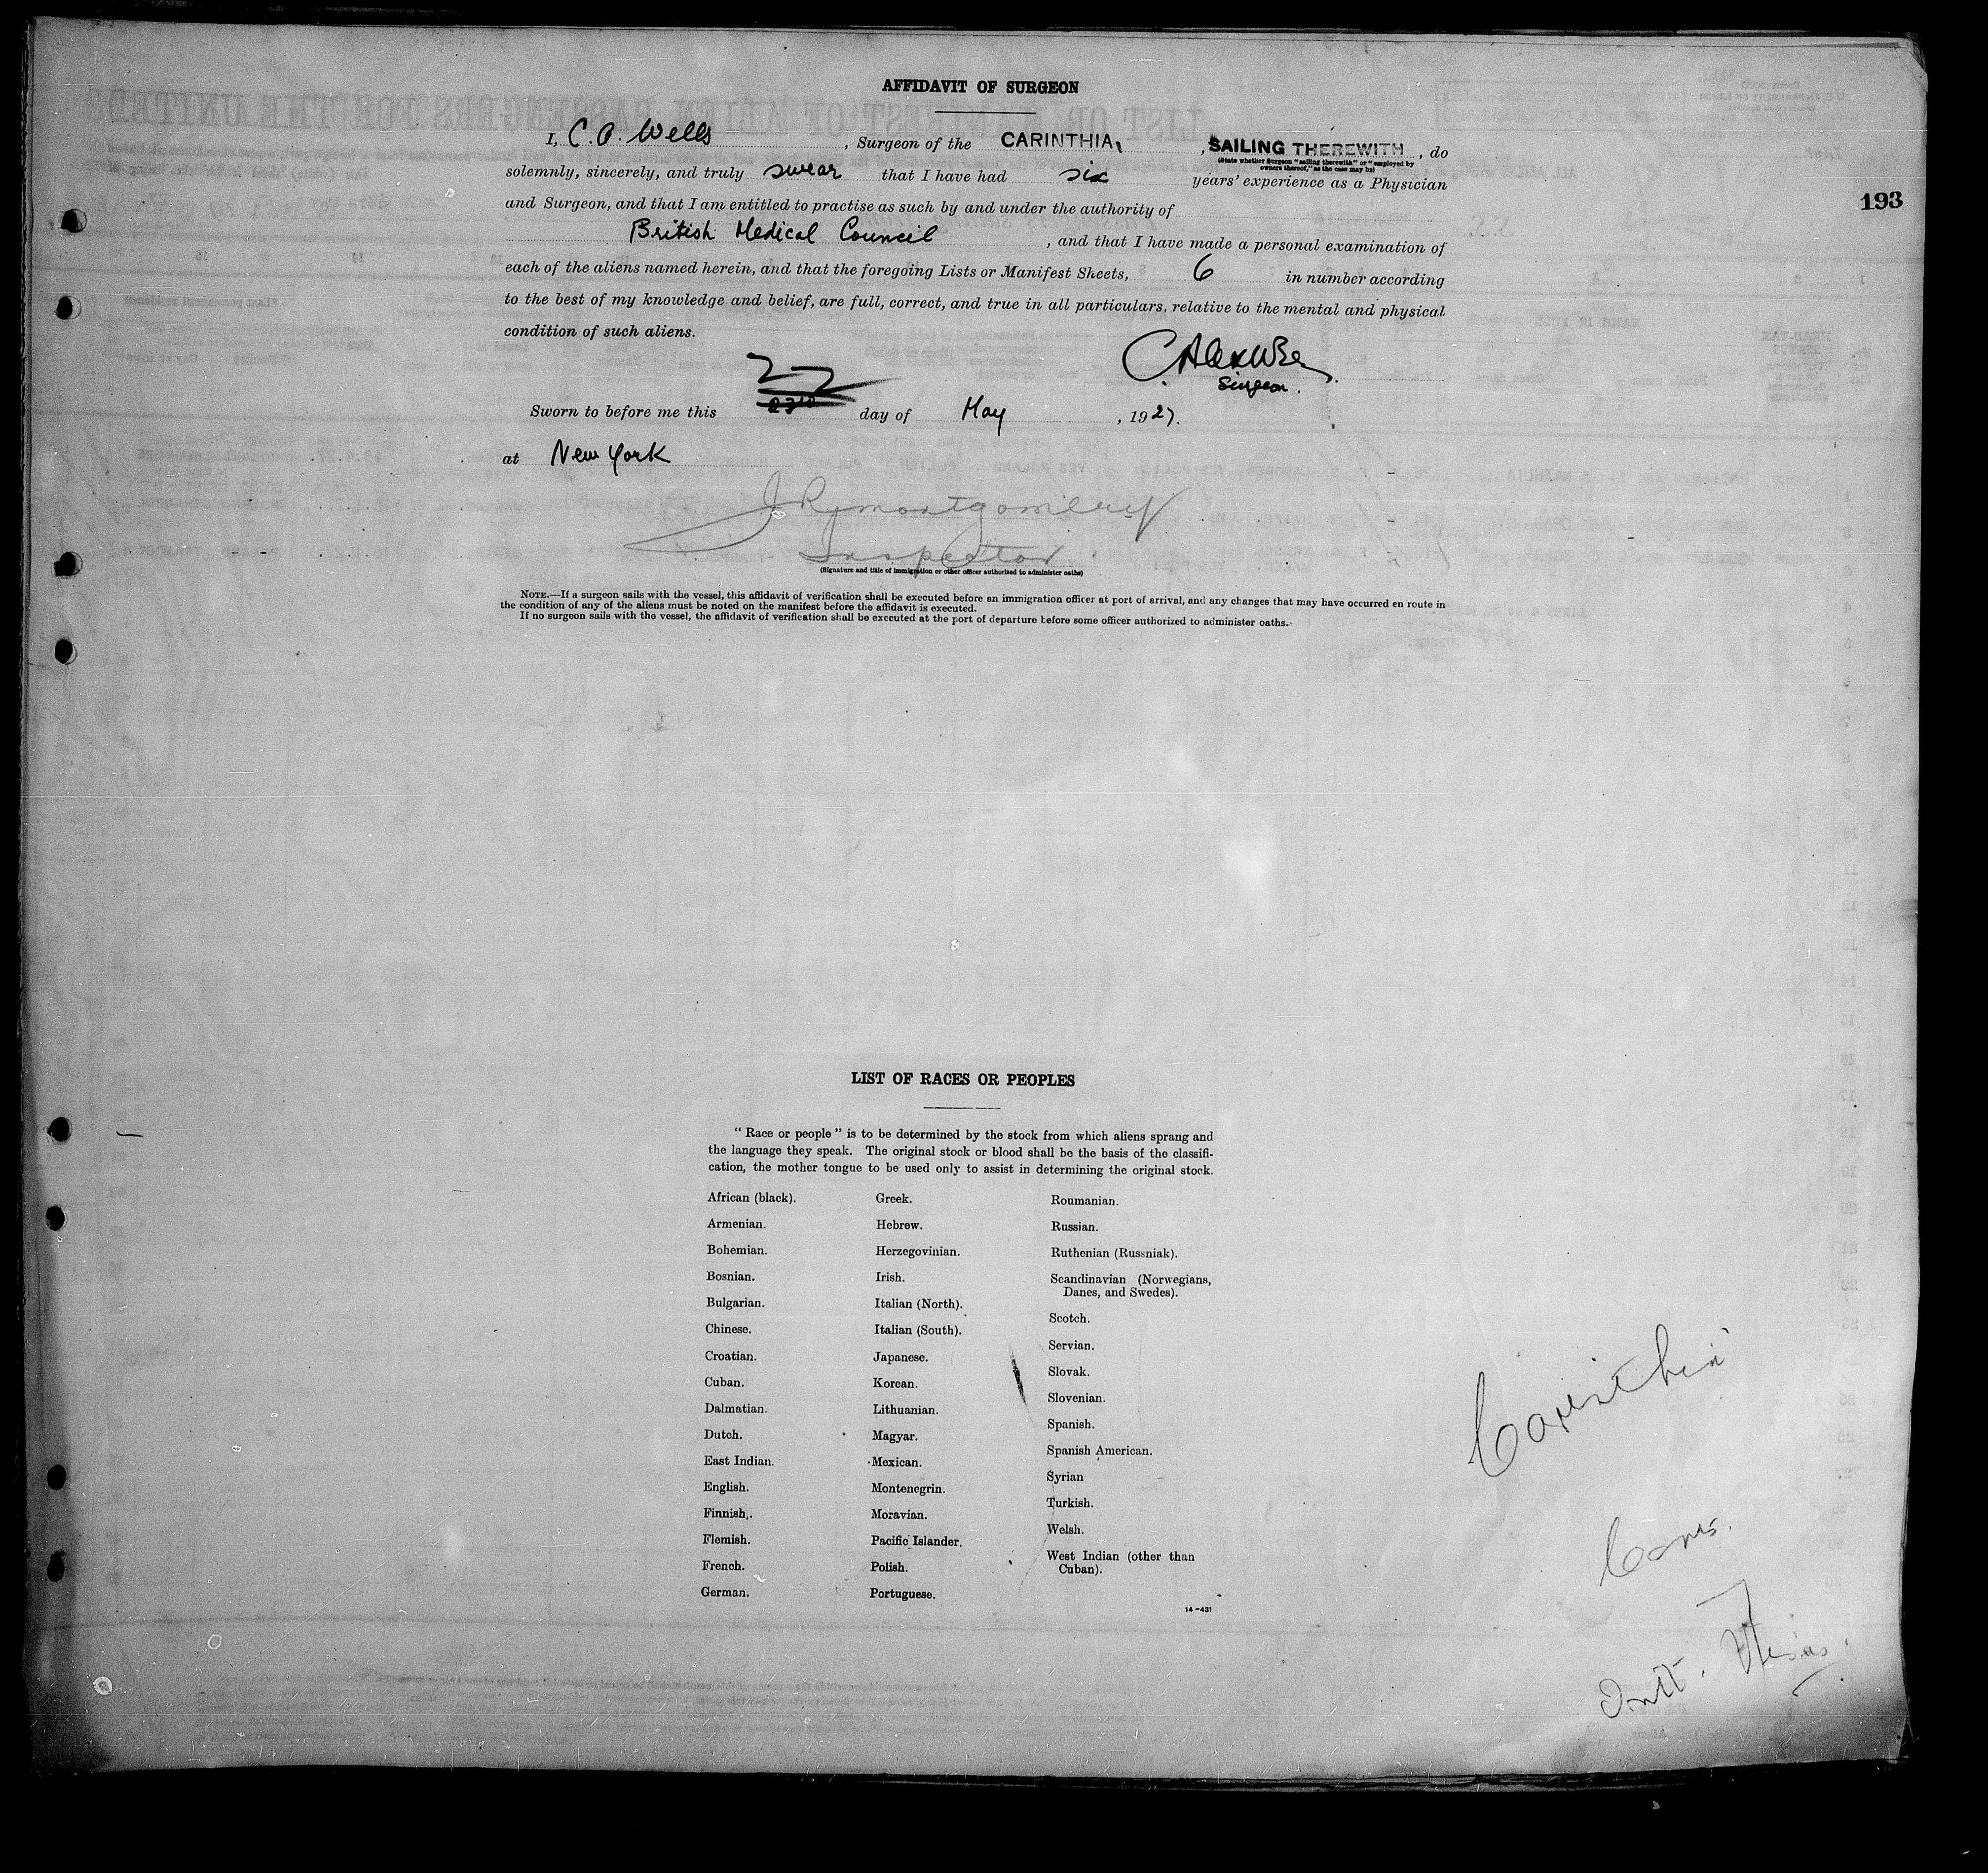 AFFIDAVIT OF SURGEON
I, C. A. Wells, Surgeon of the CARINTHIA, SAILING THEREWITH, do
(State whether Surgeon "sailing therewith" or "employed by
owners thereof," as the case may be)
solemnly, sincerely, and truly swear that I have had six years' experience as a Physician
193
and Surgeon, and that I am entitled to practise as such by and under the authority of
British Medical Council, and that I have made a personal examination of
each of the aliens named herein, and that the foregoing Lists or Manifest Sheets, 6 in number according
to the best of my knowledge and belief, are full, correct, and true in all particulars, relative to the mental and physical
condition of such aliens.
Surgeon.
22
Sworn to before me this 23rd day of May, 1927.
at New York
J R Montgomery
Inspector
(Signature and title of immigration or other officer authorized to administer oaths)
NOTE.—If a surgeon sails with the vessel, this affidavit of verification shall be executed before an immigration officer at port of arrival, and any changes that may have occurred en route in
the condition of any of the aliens must be noted on the manifest before the affidavit is executed.
If no surgeon sails with the vessel, the affidavit of verification shall be executed at the port of departure before some officer authorized to administer oaths.
LIST OF RACES OR PEOPLES
"Race or people" is to be determined by the stock from which aliens sprang and
the language they speak. The original stock or blood shall be the basis of the classifi-
cation, the mother tongue to be used only to assist in determining the original stock.
African (black).
Armenian.
Bohemian.
Bosnian.
Bulgarian.
Chinese.
Croatian.
Cuban.
Dalmatian.
Dutch.
East Indian.
English.
Finnish.
Flemish.
French.
German.
Greek.
Hebrew.
Herzegovinian.
Irish.
Italian (North).
Italian (South).
Japanese.
Korean.
Lithuanian.
Magyar.
Mexican.
Montenegrin.
Moravian.
Pacific Islander.
Polish.
Portuguese.
Roumanian.
Russian.
Ruthenian (Russniak).
Scandinavian (Norwegians,
Danes, and Swedes).
Scotch.
Servian.
Slovak.
Slovenian.
Spanish.
Spanish American.
Syrian
Turkish.
Welsh.
West Indian (other than
Cuban).
14-431
Carinthia